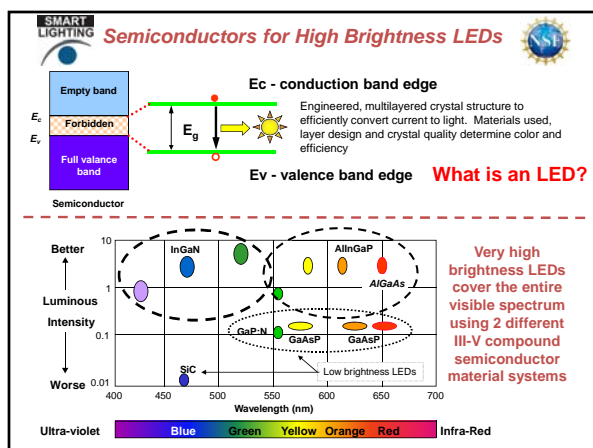 SMART
LIGHTING
Semiconductors for High Brightness LEDs
NSF
Empty band
Ec
Forbidden
Ev
Full valance
band
Semiconductor
Eg
Ec - conduction band edge
Engineered, multilayered crystal structure to
efficiently convert current to light. Materials used,
layer design and crystal quality determine color and
efficiency
Ev - valence band edge
What is an LED?
Better
Luminous
Intensity
Worse
10
1
0.1
0.01
InGaN
AlInGaP
AlGaAs
GaP:N
GaAsP
GaAsP
SiC
Low brightness LEDs
400
450
500
550
600
650
700
Wavelength (nm)
Very high
brightness LEDs
cover the entire
visible spectrum
using 2 different
III-V compound
semiconductor
material systems
Ultra-violet
Blue
Green
Yellow
Orange
Red
Infra-Red